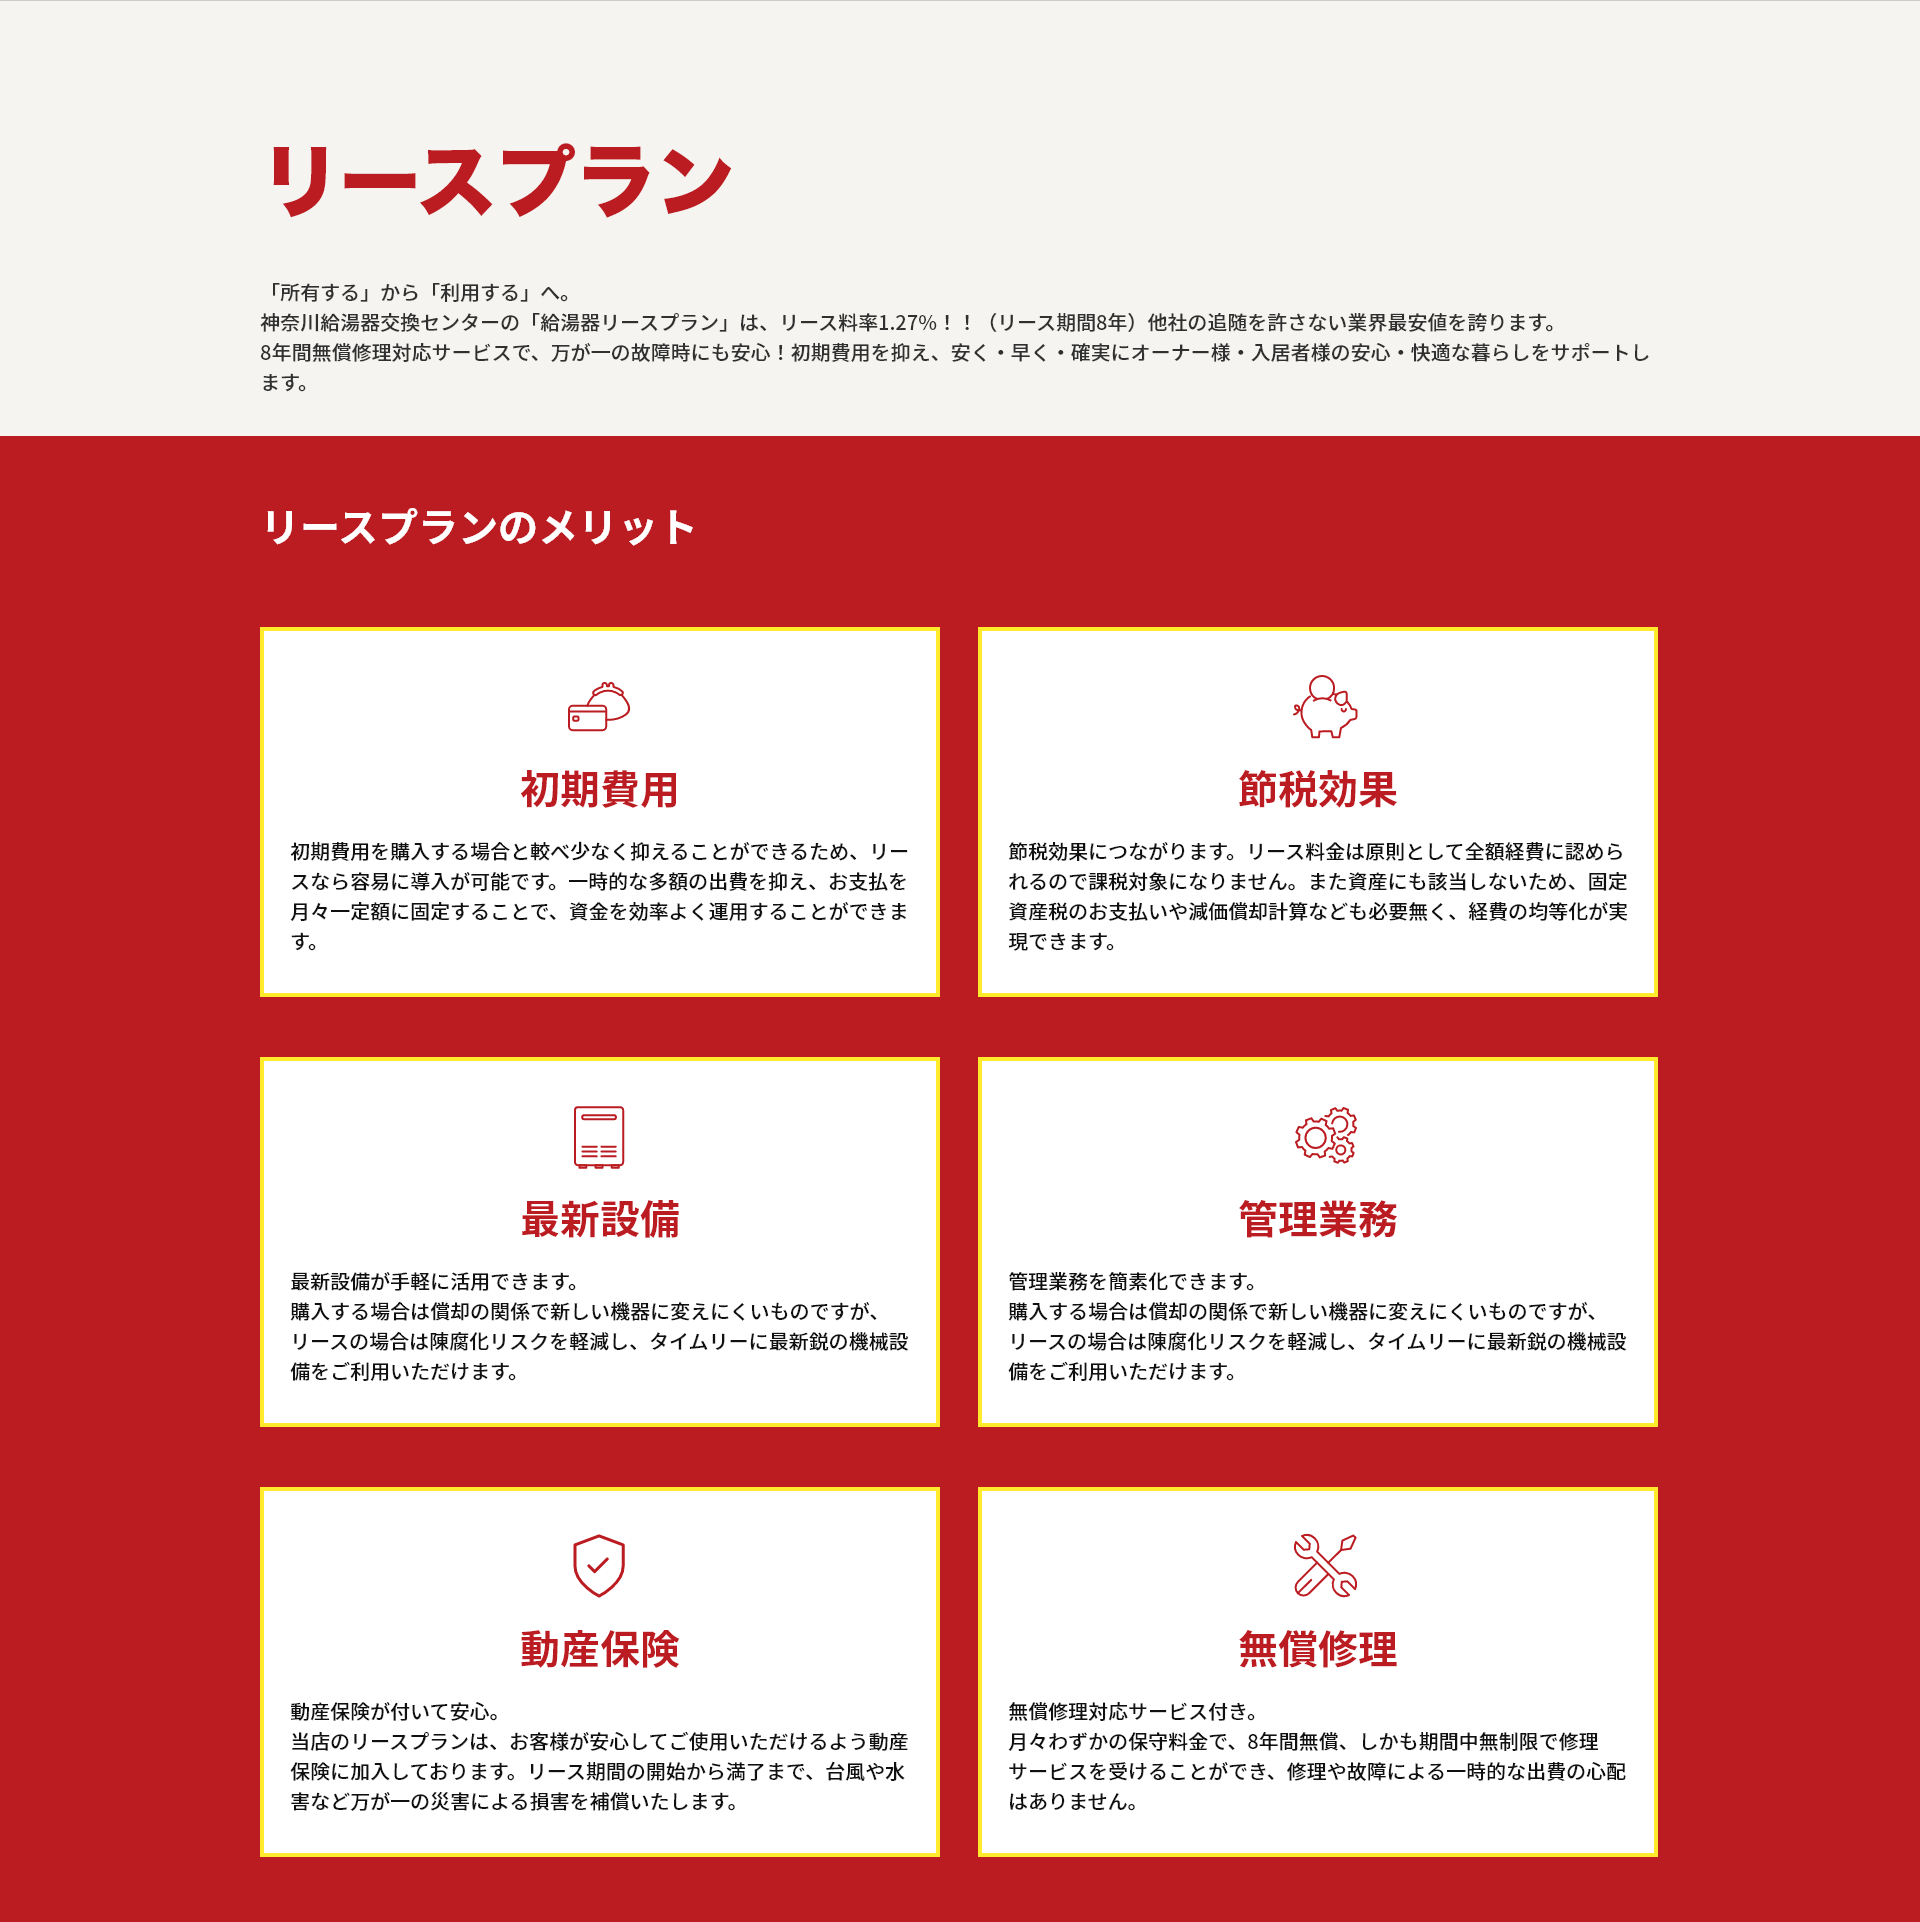 リースプラン
「所有する」から「利用する」へ。
神奈川給湯器交換センターの「給湯器リースプラン」は、リース料率1.27%！！（リース期間8年）他社の追随を許さない業界最安値を誇ります。
8年間無償修理対応サービスで、万が一の故障時にも安心！初期費用を抑え、安く・早く・確実にオーナー様・入居者様の安心・快適な暮らしをサポートし
ます。
リースプランのメリット
初期費用
初期費用を購入する場合と較べ少なく抑えることができるため、リー
スなら容易に導入が可能です。一時的な多額の出費を抑え、お支払を
月々一定額に固定することで、資金を効率よく運用することができま
す。
節税効果
節税効果につながります。リース料金は原則として全額経費に認めら
れるので課税対象になりません。また資産にも該当しないため、固定
資産税のお支払いや減価償却計算なども必要無く、経費の均等化が実
現できます。
最新設備
最新設備が手軽に活用できます。
購入する場合は償却の関係で新しい機器に変えにくいものですが、
リースの場合は陳腐化リスクを軽減し、タイムリーに最新鋭の機械設
備をご利用いただけます。
管理業務
管理業務を簡素化できます。
購入する場合は償却の関係で新しい機器に変えにくいものですが、
リースの場合は陳腐化リスクを軽減し、タイムリーに最新鋭の機械設
備をご利用いただけます。
動産保険
動産保険が付いて安心。
当店のリースプランは、お客様が安心してご使用いただけるよう動産
保険に加入しております。リース期間の開始から満了まで、台風や水
害など万が一の災害による損害を補償いたします。
無償修理
無償修理対応サービス付き。
月々わずかの保守料金で、8年間無償、しかも期間中無制限で修理
サービスを受けることができ、修理や故障による一時的な出費の心配
はありません。